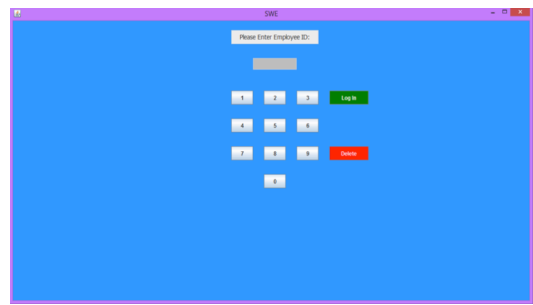 SWE
Please Enter Employee ID:
1 2 3 Log In
4 5 6
7 8 9 Delete
0